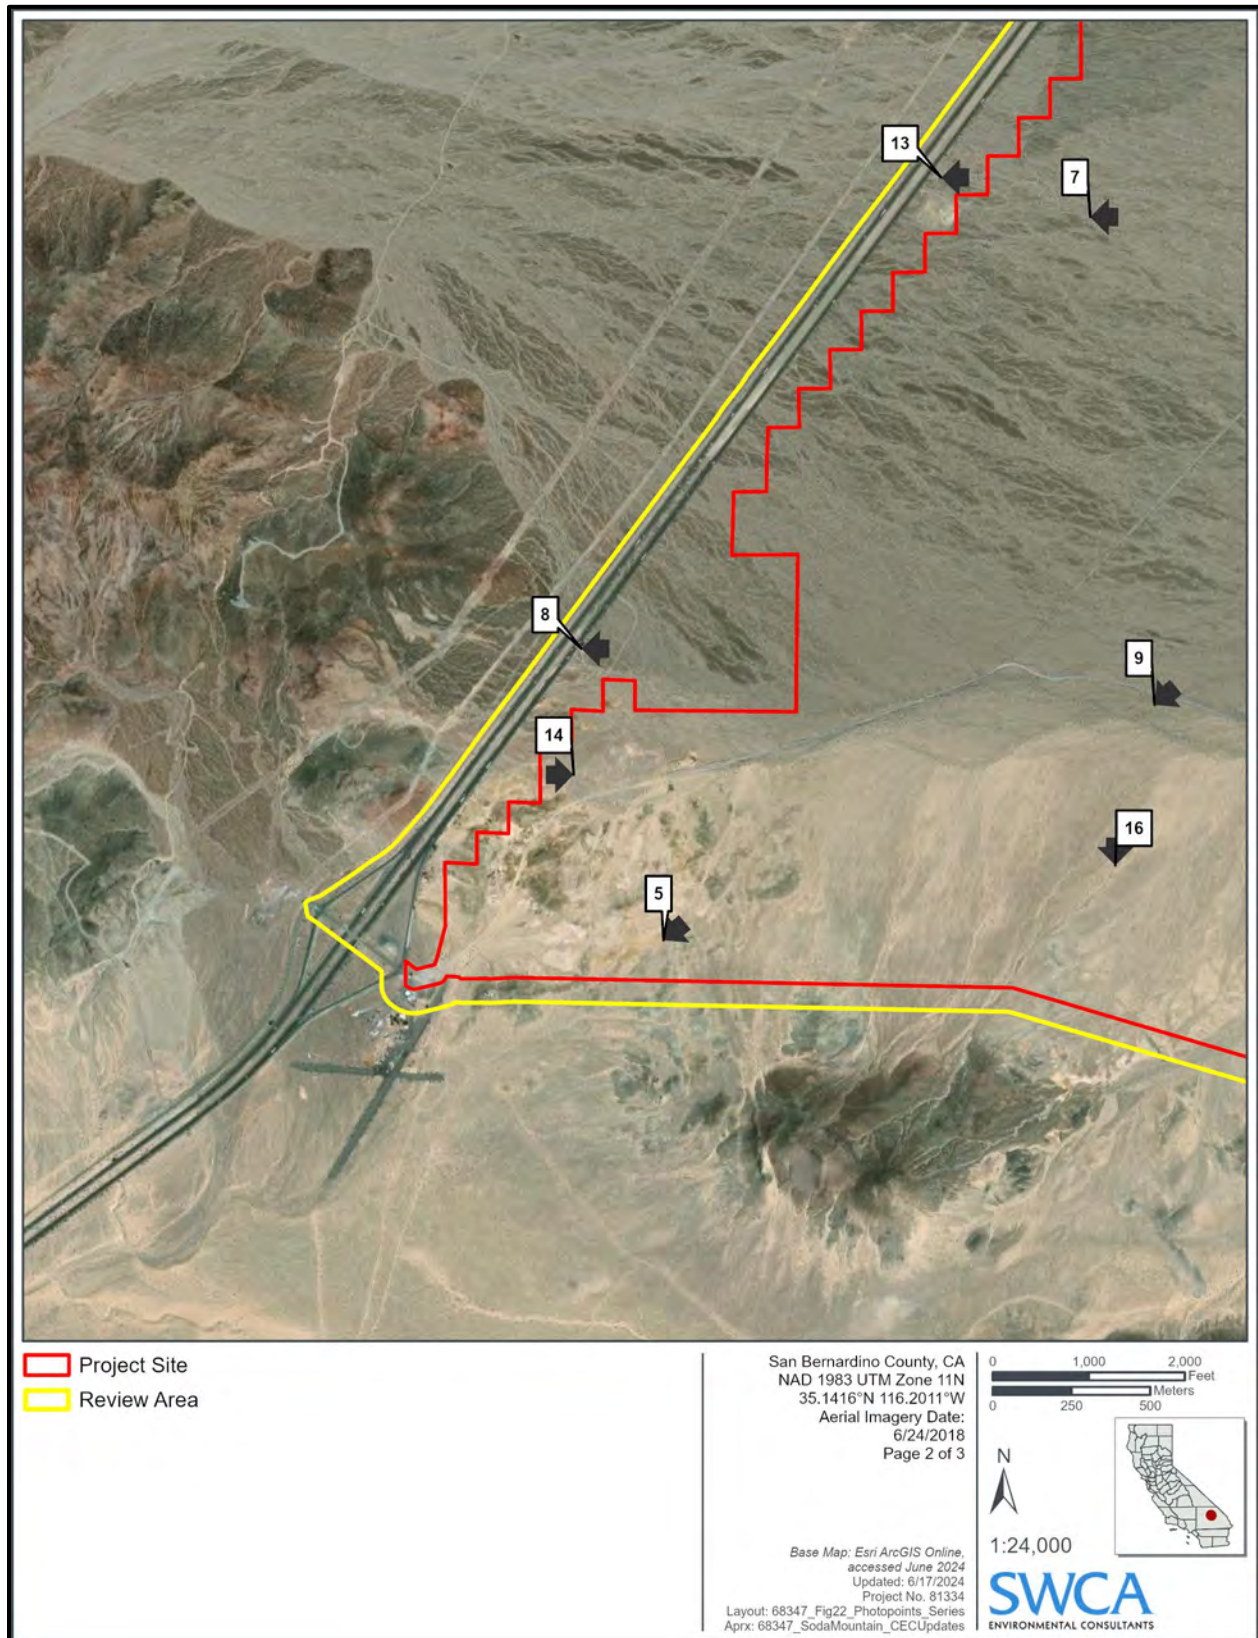 13
7
8
9
14
16
5
Project Site
Review Area
San Bernardino County, CA
NAD 1983 UTM Zone 11N
35.1416°N 116.2011°W
Aerial Imagery Date:
6/24/2018
Page 2 of 3
Base Map: Esri ArcGIS Online,
accessed June 2024
Updated: 6/17/2024
Project No. 81334
Layout: 68347_Fig22_Photopoints_Series
Aprx: 68347_SodaMountain_CECUpdates
0 1,000 2,000
Feet
Meters
0 250 500
N
1:24,000
SWCA
ENVIRONMENTAL CONSULTANTS